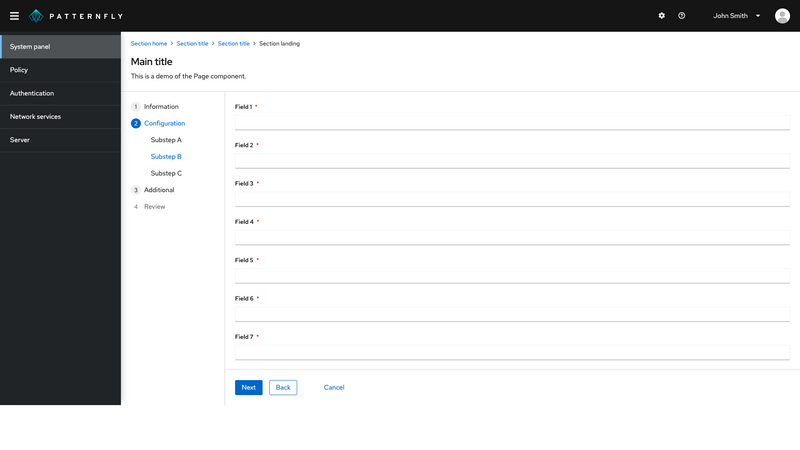 PATTERNFLY
John Smith
System panel
Policy
Authentication
Network services
Server
Section home > Section title > Section title > Section landing
Main title
This is a demo of the Page component.
1 Information
2 Configuration
Substep A
Substep B
Substep C
3 Additional
4 Review
Field 1 *
Field 2 *
Field 3 *
Field 4 *
Field 5 *
Field 6 *
Field 7 *
Next Back Cancel